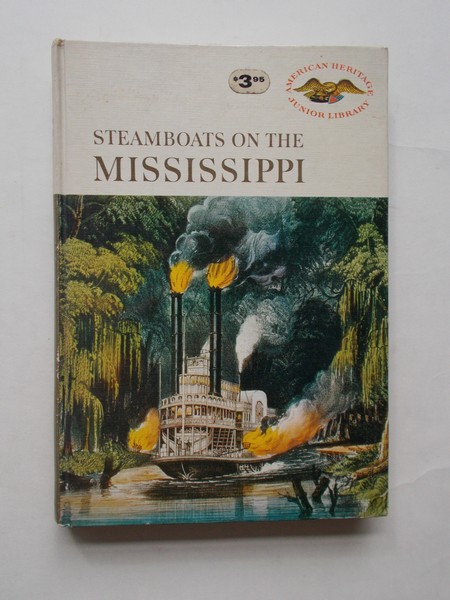 $3.95
AMERICAN HERITAGE
JUNIOR LIBRARY
STEAMBOATS ON THE
MISSISSIPPI